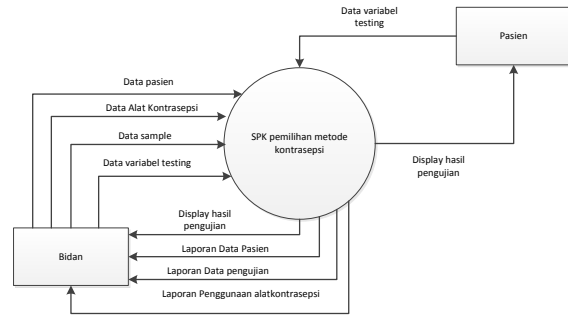 Data variabel
testing
Pasien
Data pasien
Data Alat Kontrasepsi
Data sample
Data variabel testing
SPK pemilihan metode
kontrasepsi
Display hasil
pengujian
Display hasil
pengujian
Bidan
Laporan Data Pasien
Laporan Data pengujian
Laporan Penggunaan alatkontrasepsi